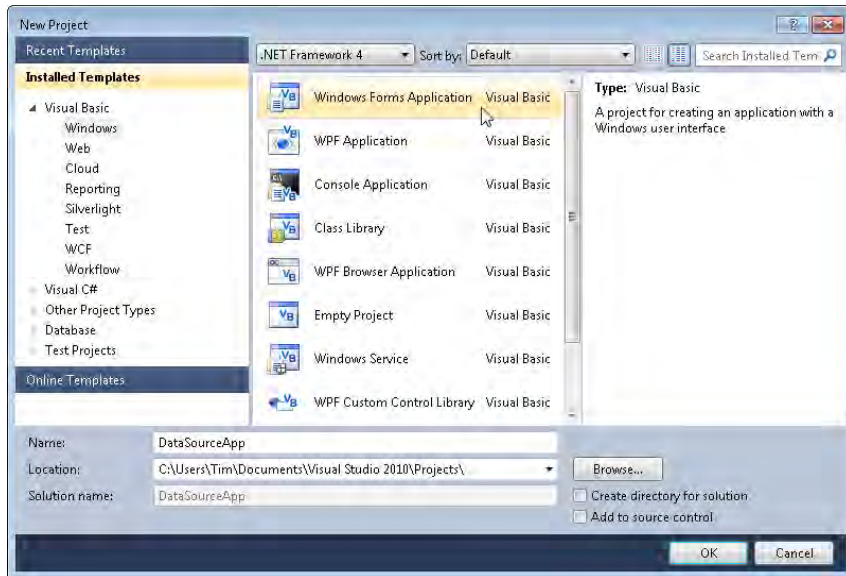 New Project
Recent Templates
.NET Framework 4
Sort by: Default
Search Installed Tem
Installed Templates
Visual Basic
Windows
Web
Cloud
Reporting
Silverlight
Test
WCF
Workflow
Visual C#
Other Project Types
Database
Test Projects
Online Templates
Windows Forms Application Visual Basic
WPF Application Visual Basic
Console Application Visual Basic
Class Library Visual Basic
WPF Browser Application Visual Basic
Empty Project Visual Basic
Windows Service Visual Basic
WPF Custom Control Library Visual Basic
Type: Visual Basic
A project for creating an application with a
Windows user interface
Name: DataSourceApp
Location: C:\Users\Tim\Documents\Visual Studio 2010\Projects\
Browse...
Solution name: DataSourceApp
Create directory for solution
Add to source control
OK
Cancel